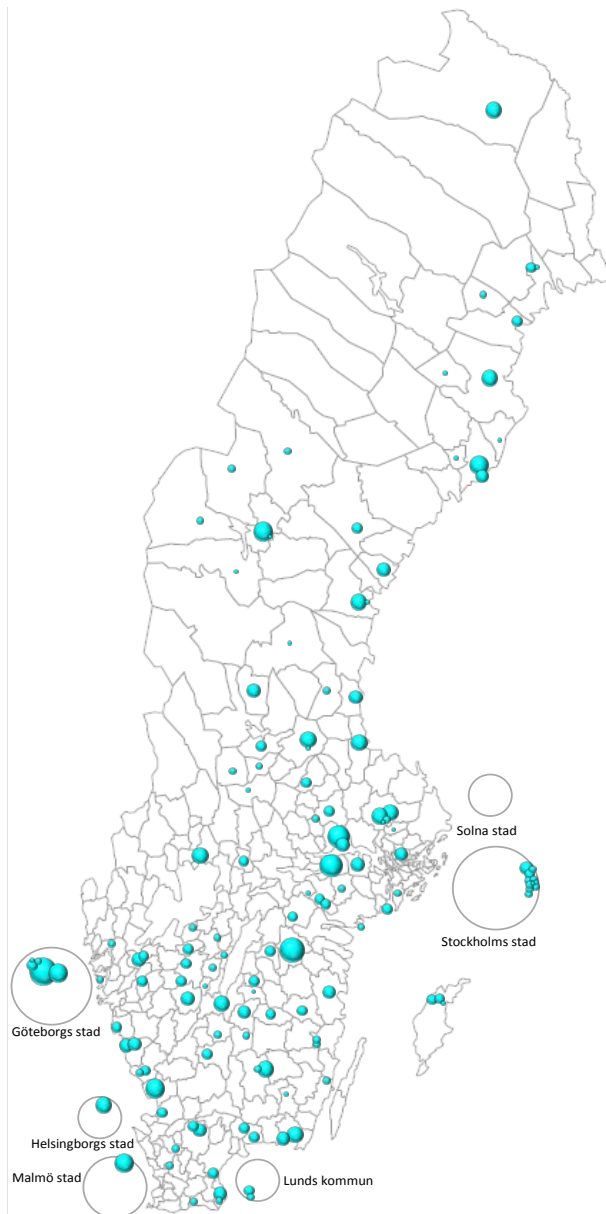 Solna stad
Stockholms stad
Göteborgs stad
Helsingborgs stad
Malmö stad
Lunds kommun